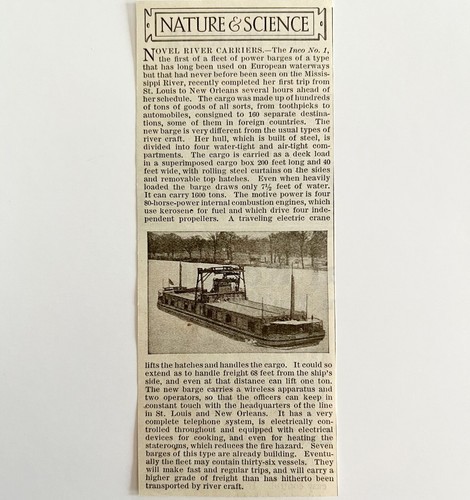 NATURE & SCIENCE
NOVEL RIVER CARRIERS.—The Inco No. 1,
the first of a fleet of power barges of a type
that has long been used on European waterways
but that had never before been seen on the Missis-
sippi River, recently completed her first trip from
St. Louis to New Orleans several hours ahead of
her schedule. The cargo was made up of hundreds
of tons of goods of all sorts, from toothpicks to
automobiles, consigned to 160 separate destina-
tions, some of them in foreign countries. The
new barge is very different from the usual types of
river craft. Her hull, which is built of steel, is
divided into four water-tight and air-tight com-
partments. The cargo is carried as a deck load
in a superimposed cargo box 200 feet long and 40
feet wide, with rolling steel curtains on the sides
and removable top hatches. Even when heavily
loaded the barge draws only 7½ feet of water.
It can carry 1600 tons. The motive power is four
80-horse-power internal combustion engines, which
use kerosene for fuel and which drive four inde-
pendent propellers. A traveling electric crane
lifts the hatches and handles the cargo. It could so
extend as to handle freight 68 feet from the ship's
side, and even at that distance can lift one ton.
The new barge carries a wireless apparatus and
two operators, so that the officers can keep in
constant touch with the headquarters of the line
in St. Louis and New Orleans. It has a very
complete telephone system, is electrically con-
trolled throughout and equipped with electrical
devices for cooking, and even for heating the
staterooms, which reduces the fire hazard. Seven
barges of this type are already building. Eventu-
ally the fleet may contain thirty-six vessels. They
will make fast and regular trips, and will carry a
higher grade of freight than has hitherto been
transported by river craft.